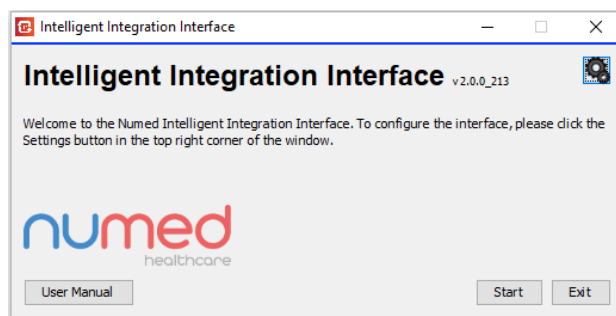 Intelligent Integration Interface
Intelligent Integration Interface v2.0.0_213
Welcome to the Numed Intelligent Integration Interface. To configure the interface, please click the
Settings button in the top right corner of the window.
numed
healthcare
User Manual Start Exit